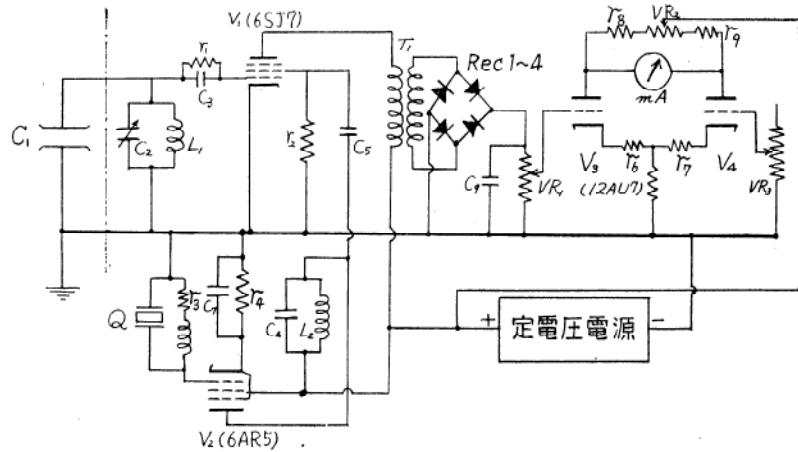 V₁(6SJ7)
r₁
C₃
T₁
Rec 1~4
r₈
VR₂
r₉
mA
C₁
C₂
L₁
r₂
C₅
C₉
VR₁
V₃
r₆
r₇
V₄
(12AU7)
VR₃
Q
r₃
C₇
r₄
C₆
L₂
+ 定電圧電源 -
V₂(6AR5)